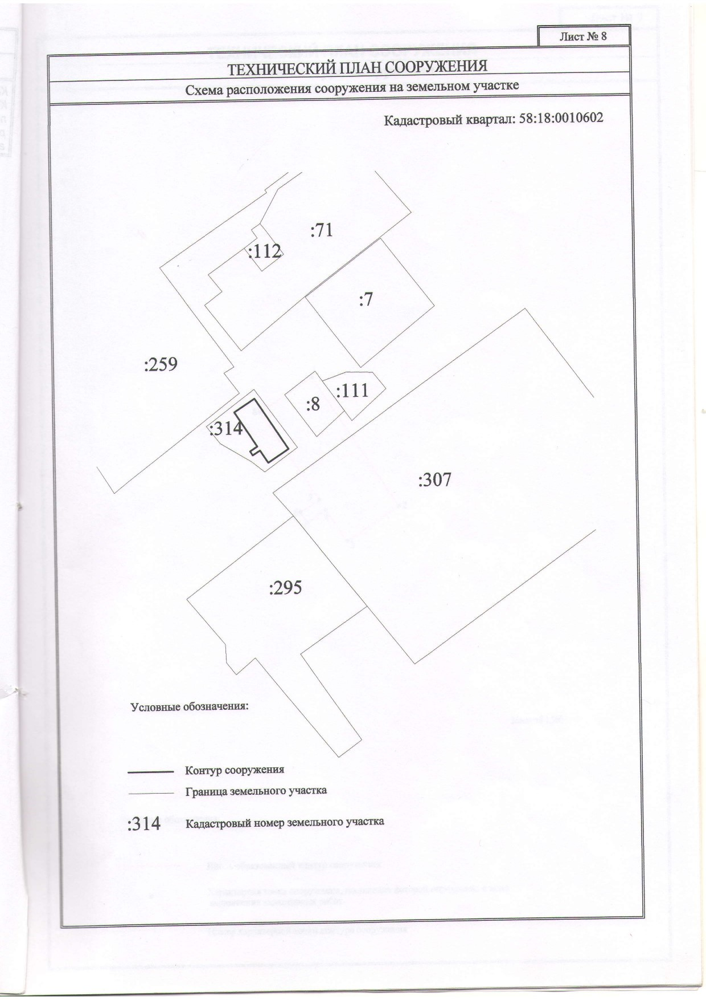 Лист № 8
ТЕХНИЧЕСКИЙ ПЛАН СООРУЖЕНИЯ
Схема расположения сооружения на земельном участке
Кадастровый квартал: 58:18:0010602
:71
:112
:7
:259
:111
:8
:314
:307
:295
Условные обозначения:
Контур сооружения
Граница земельного участка
:314 Кадастровый номер земельного участка